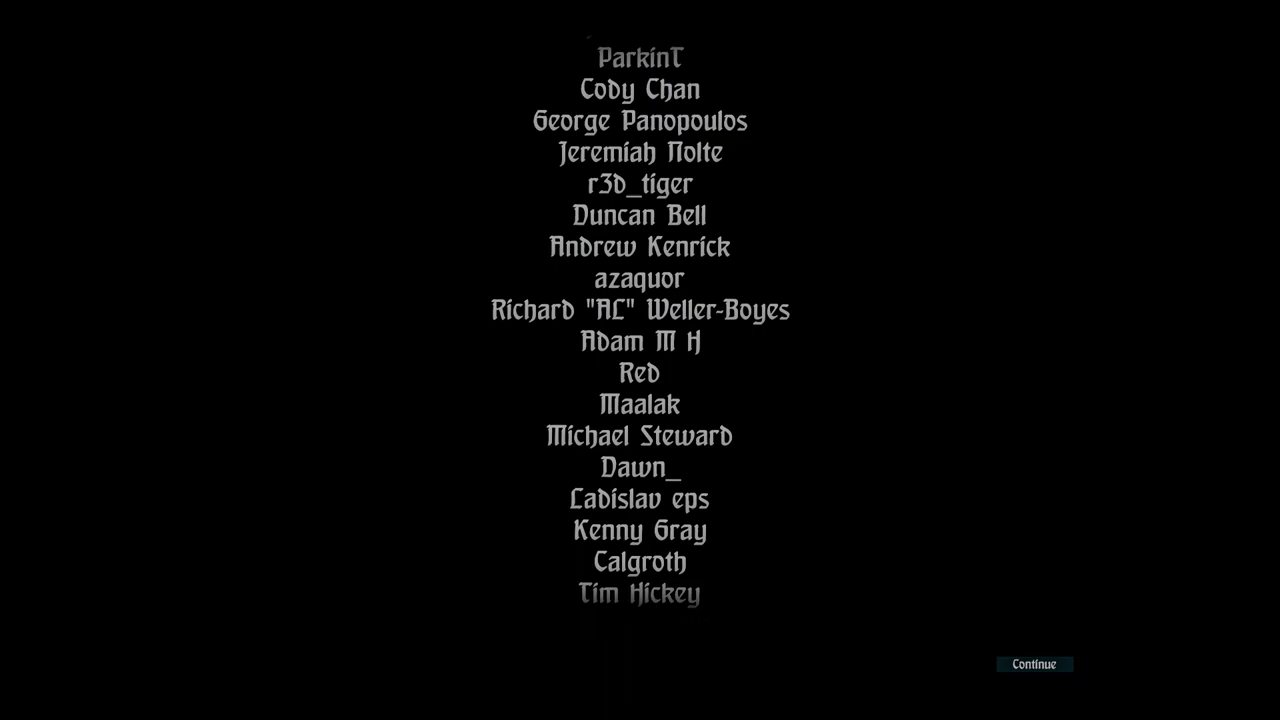 ParkinT
Cody Chan
George Panopoulos
Jeremiah Nolte
r3d_tiger
Duncan Bell
Andrew Kenrick
azaquor
Richard "AL" Weller-Boyes
Adam M H
Red
Maalak
Michael Steward
Dawn_
Ladislav eps
Kenny Gray
Calgroth
Tim Hickey
Continue